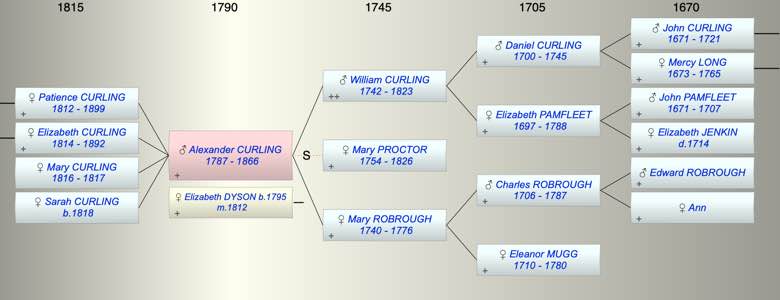 1815 1790 1745 1705 1670
♀ Patience CURLING
1812 - 1899
+
♀ Elizabeth CURLING
1814 - 1892
+
♀ Mary CURLING
1816 - 1817
+
♀ Sarah CURLING
b.1818
♂ Alexander CURLING
1787 - 1866
+
♀ Elizabeth DYSON b.1795
m.1812
+
♂ William CURLING
1742 - 1823
++
S
♀ Mary PROCTOR
1754 - 1826
+
♀ Mary ROBROUGH
1740 - 1776
+
♂ Daniel CURLING
1700 - 1745
+
♀ Elizabeth PAMFLEET
1697 - 1788
+
♂ Charles ROBROUGH
1706 - 1787
+
♀ Eleanor MUGG
1710 - 1780
+
♂ John CURLING
1671 - 1721
+
♀ Mercy LONG
1673 - 1765
+
♂ John PAMFLEET
1671 - 1707
+
♀ Elizabeth JENKIN
d.1714
♂ Edward ROBROUGH
+
♀ Ann